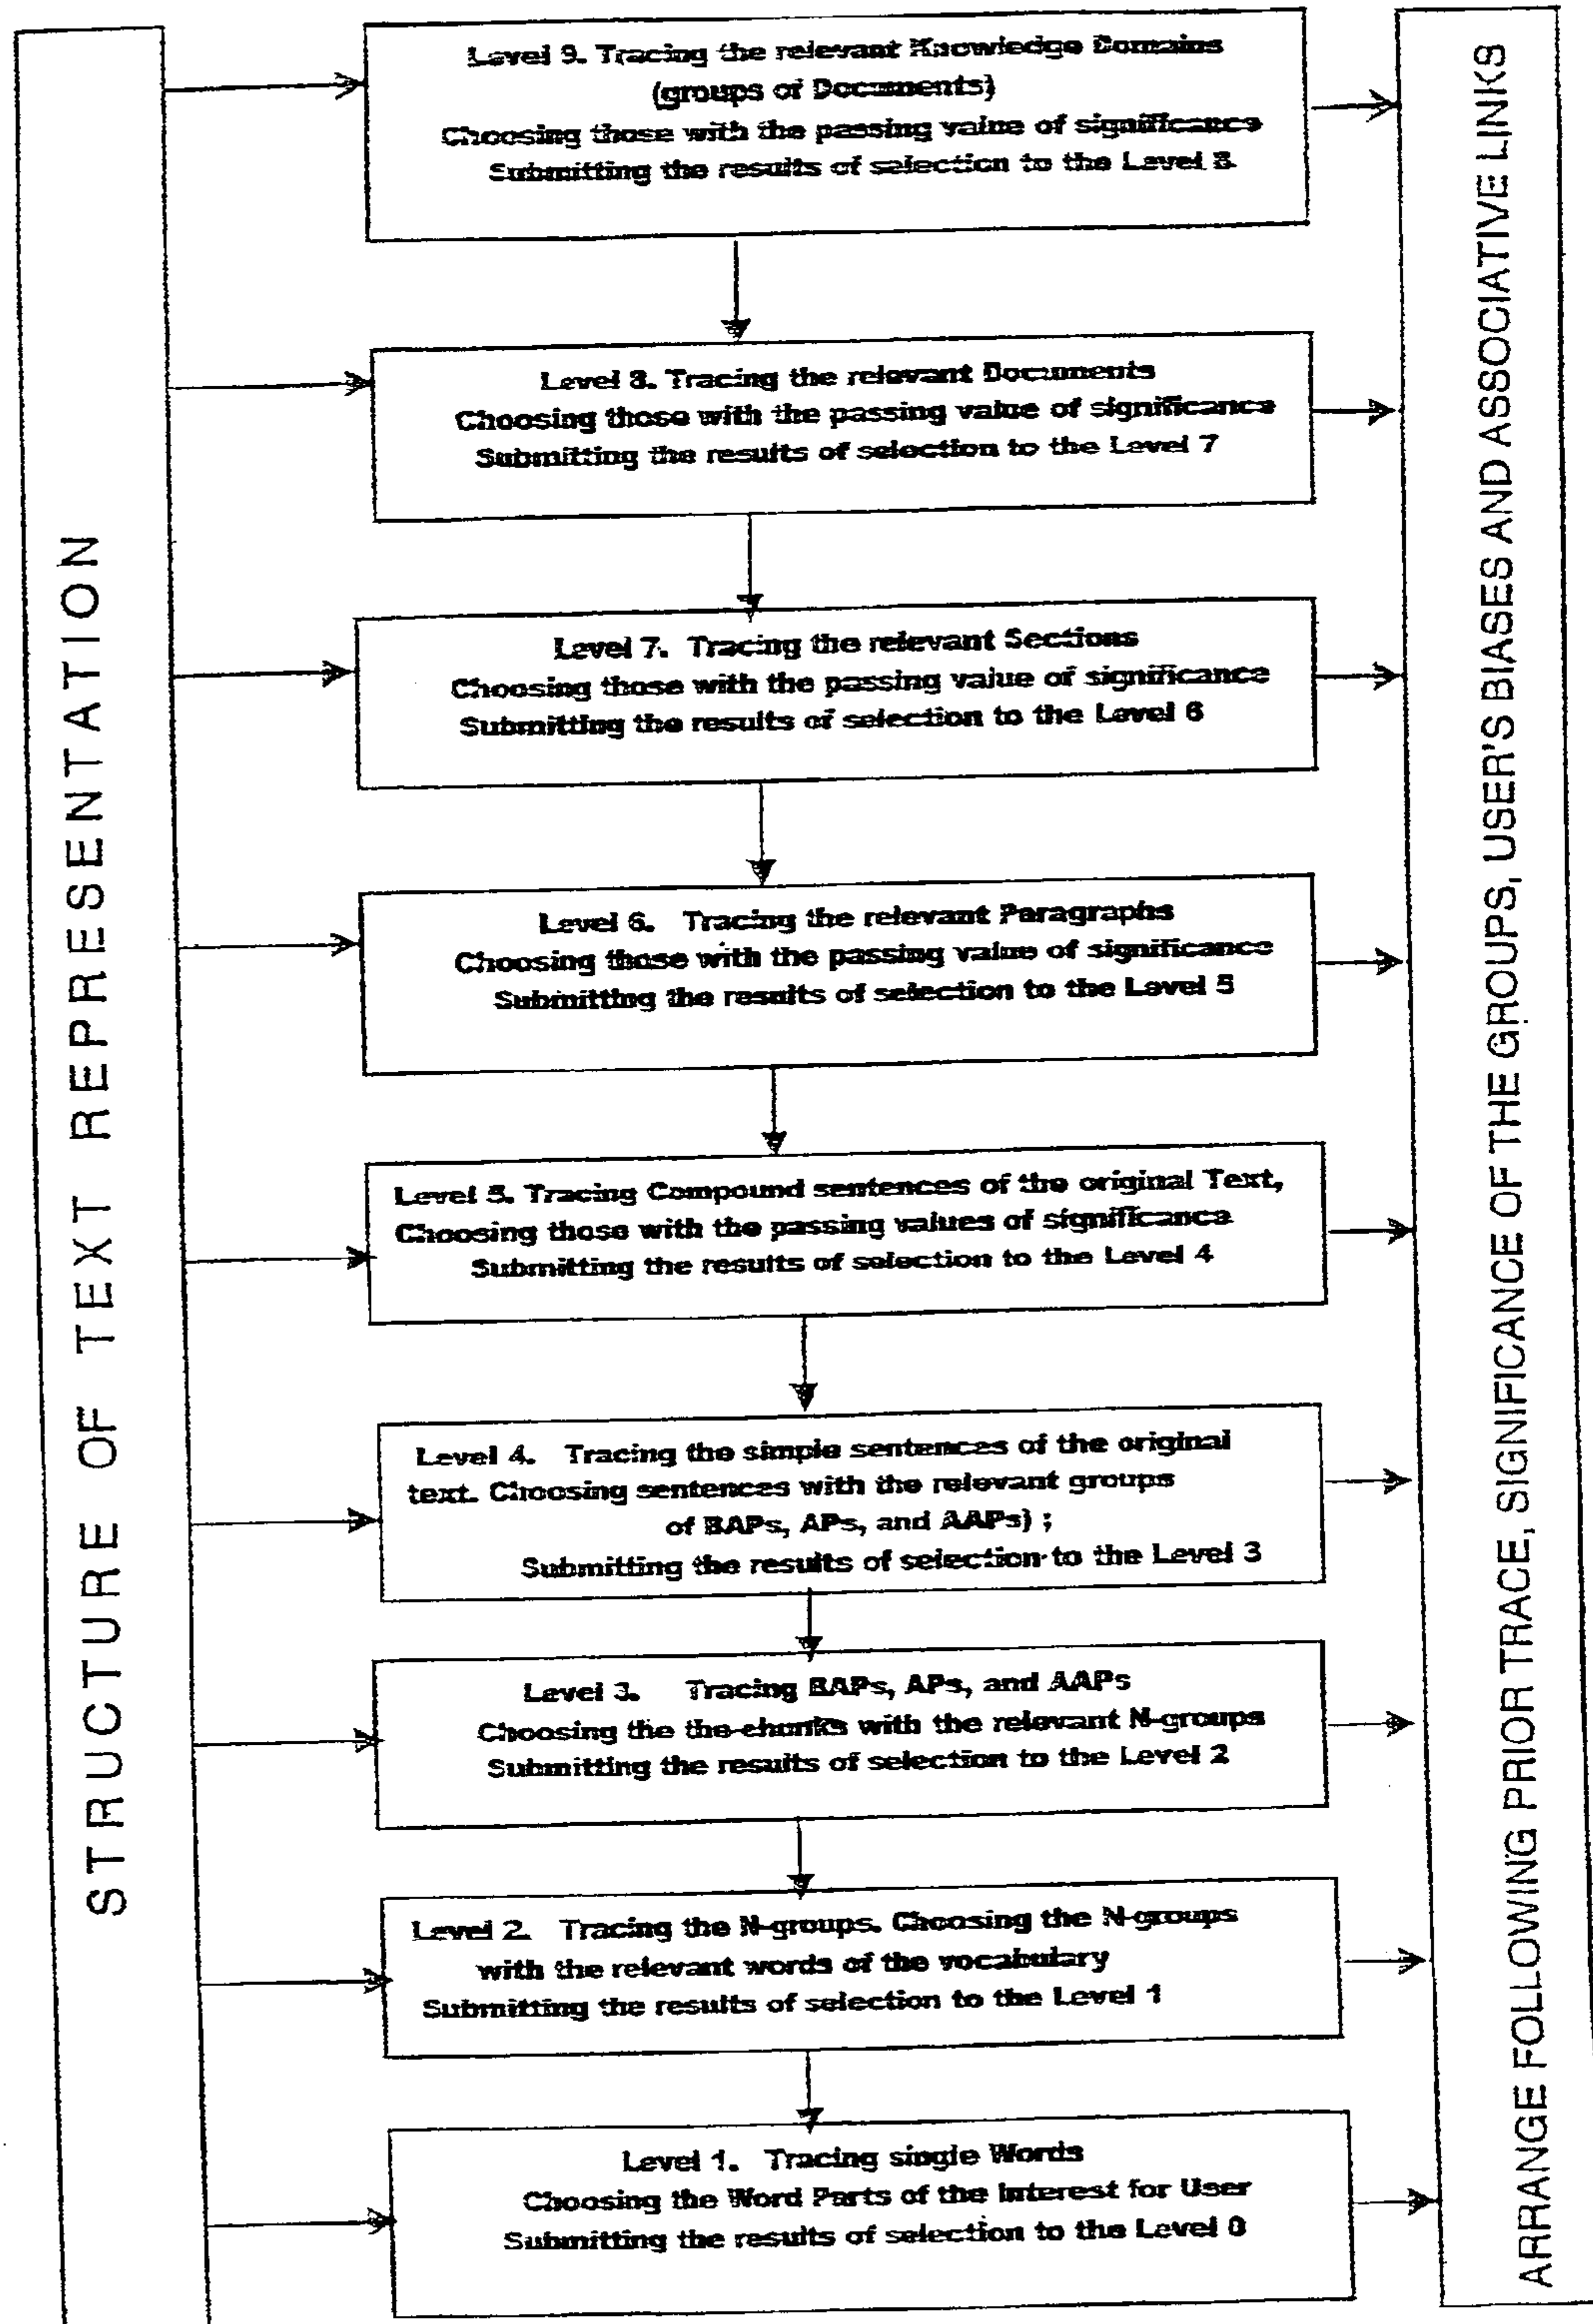 STRUCTURE OF TEXT REPRESENTATION
Level 9. Tracing the relevant Knowledge Domains
(groups of Documents)
Choosing those with the passing value of significance
Submitting the results of selection to the Level 8
Level 8. Tracing the relevant Documents
Choosing those with the passing value of significance
Submitting the results of selection to the Level 7
Level 7. Tracing the relevant Sections
Choosing those with the passing value of significance
Submitting the results of selection to the Level 6
Level 6. Tracing the relevant Paragraphs
Choosing those with the passing value of significance
Submitting the results of selection to the Level 5
Level 5. Tracing Compound sentences of the original Text,
Choosing those with the passing values of significance
Submitting the results of selection to the Level 4
Level 4. Tracing the simple sentences of the original
text. Choosing sentences with the relevant groups
of BAPs, APs, and AAPs) ;
Submitting the results of selection to the Level 3
Level 3. Tracing BAPs, APs, and AAPs
Choosing the the-chunks with the relevant N-groups
Submitting the results of selection to the Level 2
Level 2. Tracing the N-groups. Choosing the N-groups
with the relevant words of the vocabulary
Submitting the results of selection to the Level 1
Level 1. Tracing single Words
Choosing the Word Parts of the Interest for User
Submitting the results of selection to the Level 0
ARRANGE FOLLOWING PRIOR TRACE, SIGNIFICANCE OF THE GROUPS, USER'S BIASES AND ASSOCIATIVE LINKS